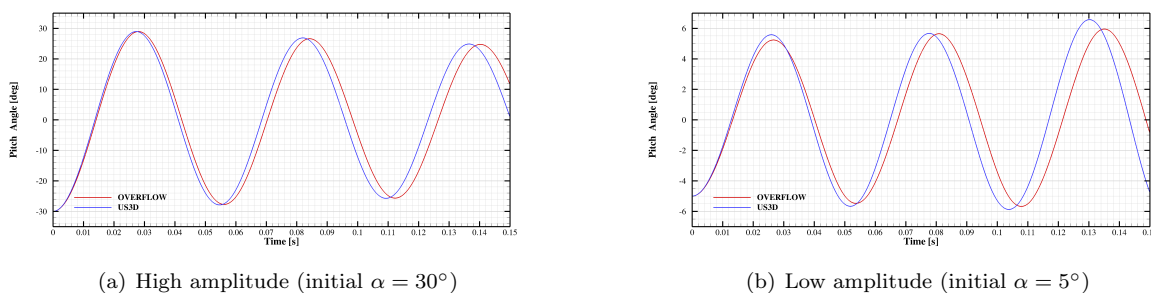 30
20
10
0
-10
-20
-30
Pitch Angle [deg]
OVERFLOW
US3D
0 0.01 0.02 0.03 0.04 0.05 0.06 0.07 0.08 0.09 0.1 0.11 0.12 0.13 0.14 0.15
Time [s]
(a) High amplitude (initial α = 30°)
6
4
2
0
-2
-4
-6
Pitch Angle [deg]
OVERFLOW
US3D
0 0.01 0.02 0.03 0.04 0.05 0.06 0.07 0.08 0.09 0.1 0.11 0.12 0.13 0.14 0.15
Time [s]
(b) Low amplitude (initial α = 5°)